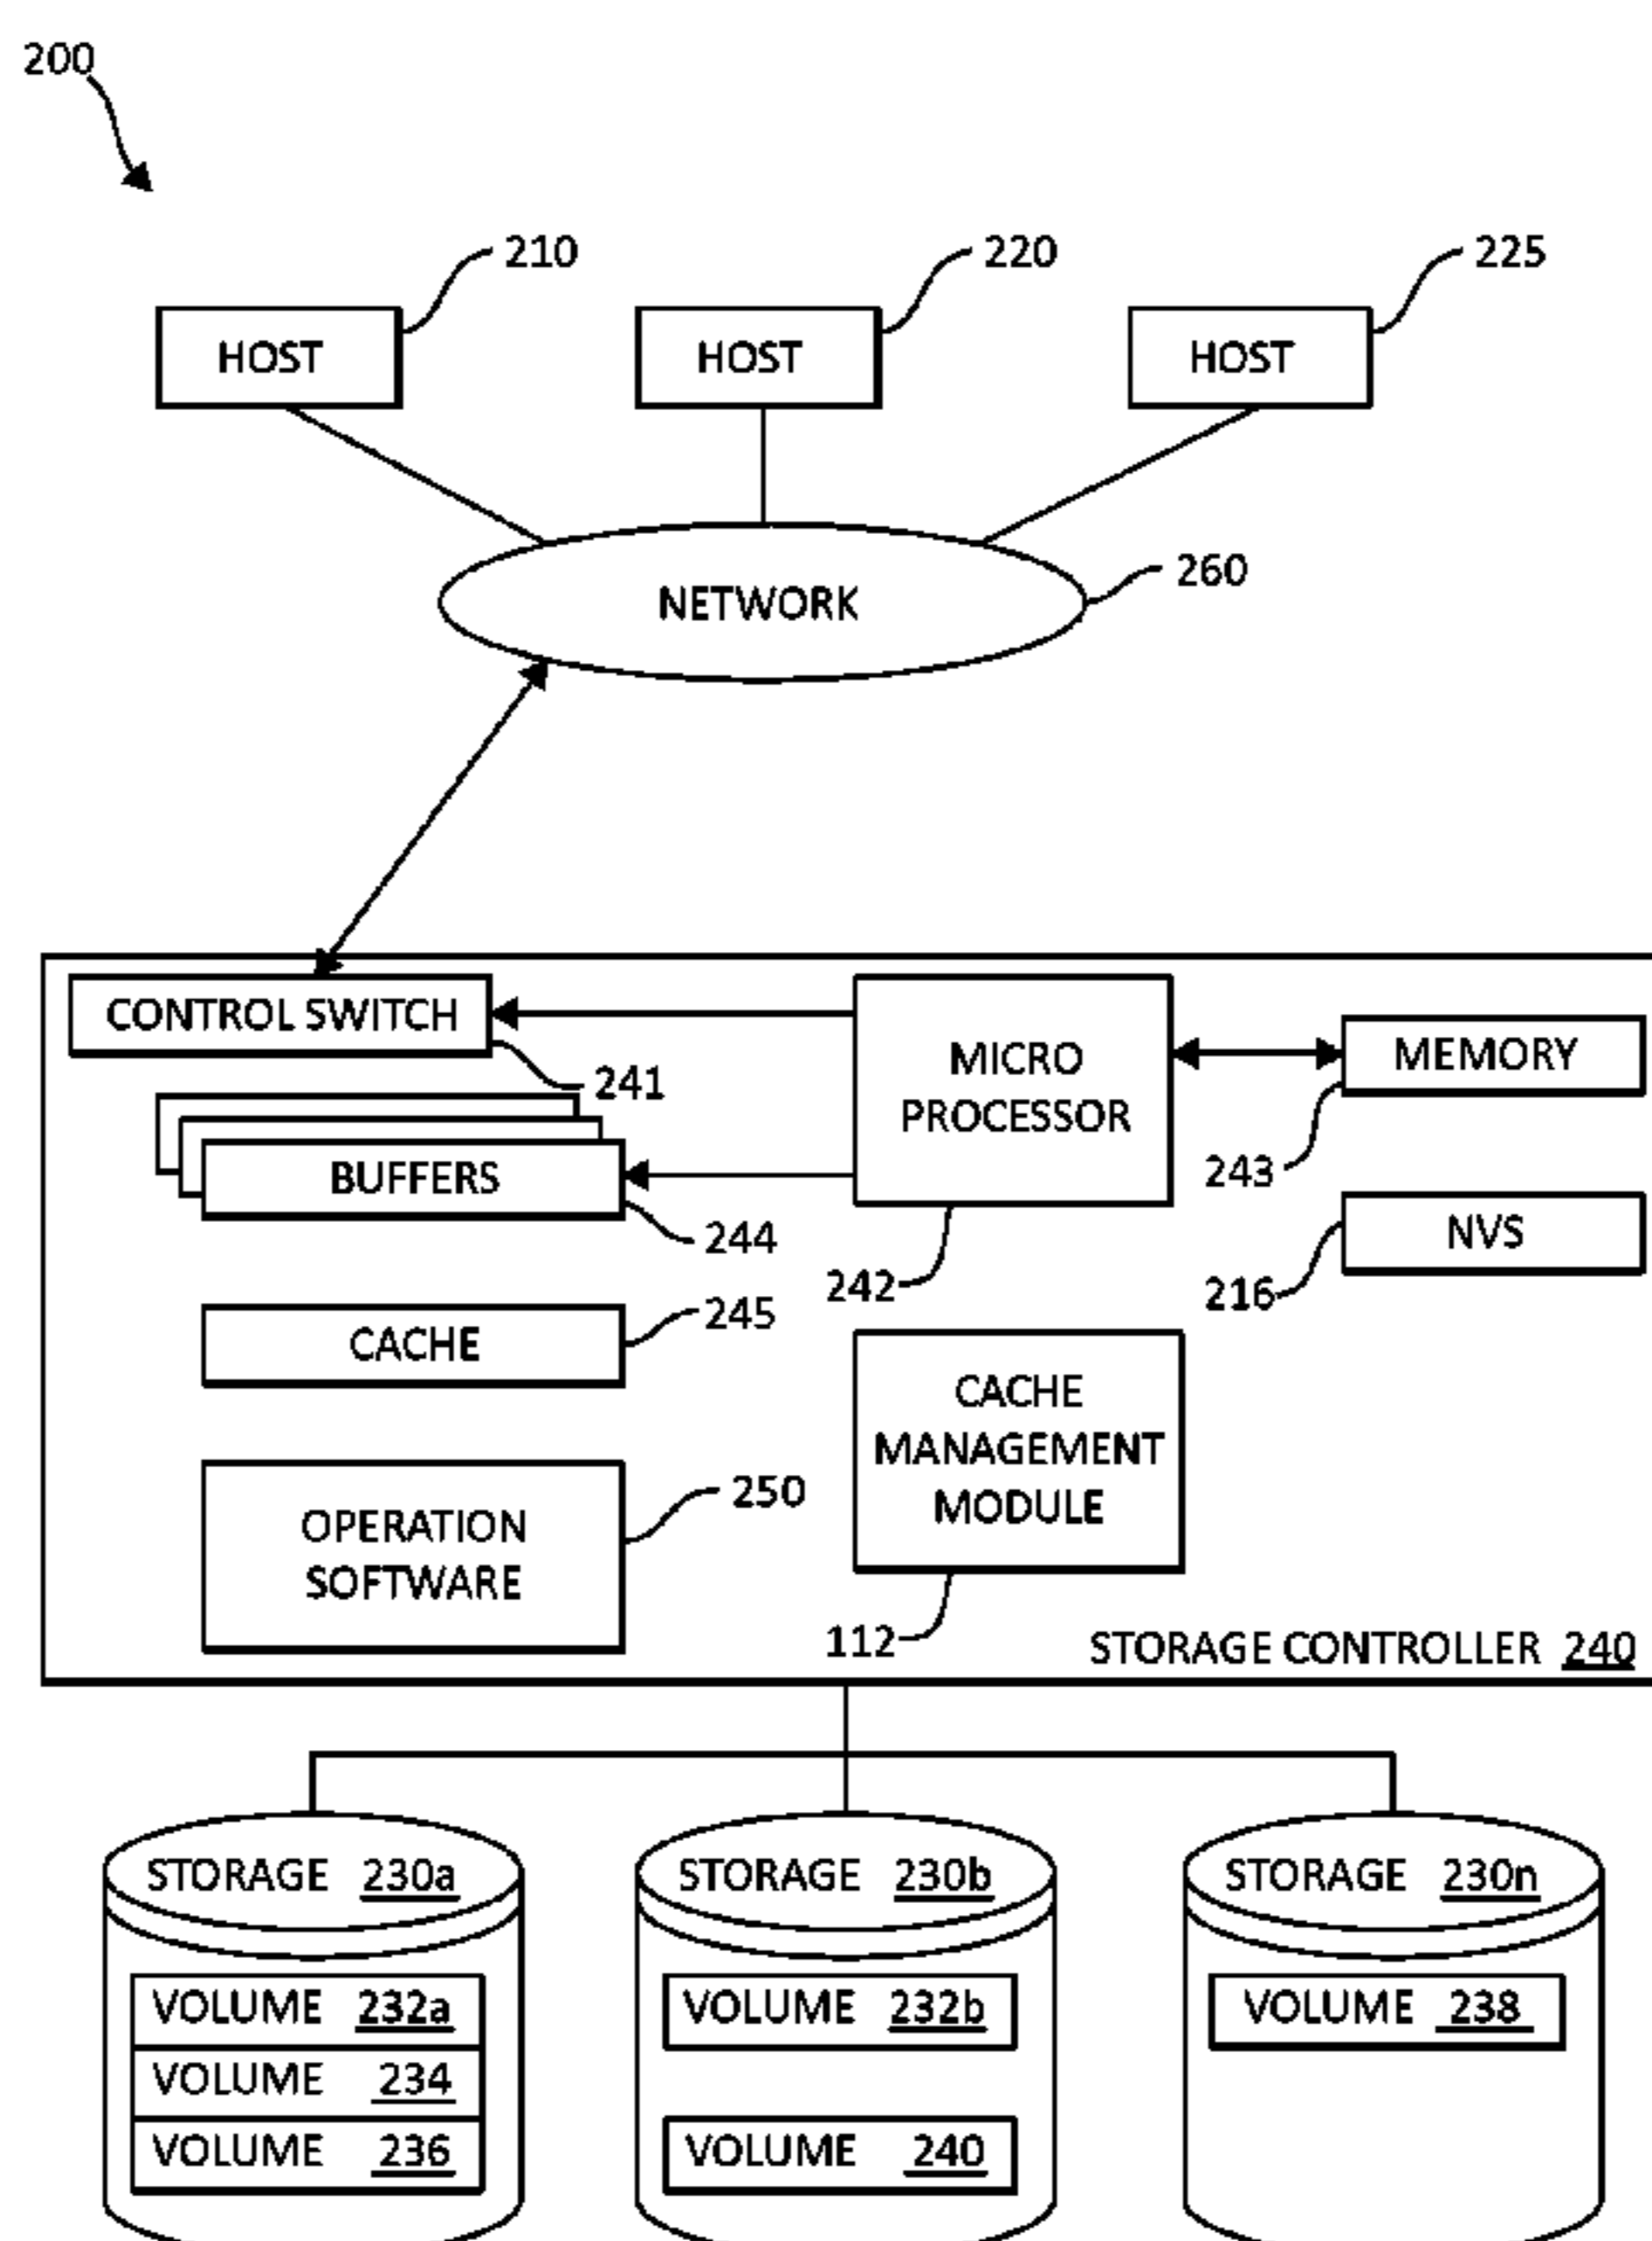 200
210
220
225
HOST
HOST
HOST
260
NETWORK
CONTROL SWITCH
241
MICRO
PROCESSOR
MEMORY
243
BUFFERS
244
242
NVS
216
245
CACHE
CACHE
MANAGEMENT
MODULE
250
OPERATION
SOFTWARE
112
STORAGE CONTROLLER 240
STORAGE 230a
STORAGE 230b
STORAGE 230n
VOLUME 232a
VOLUME 232b
VOLUME 238
VOLUME 234
VOLUME 236
VOLUME 240